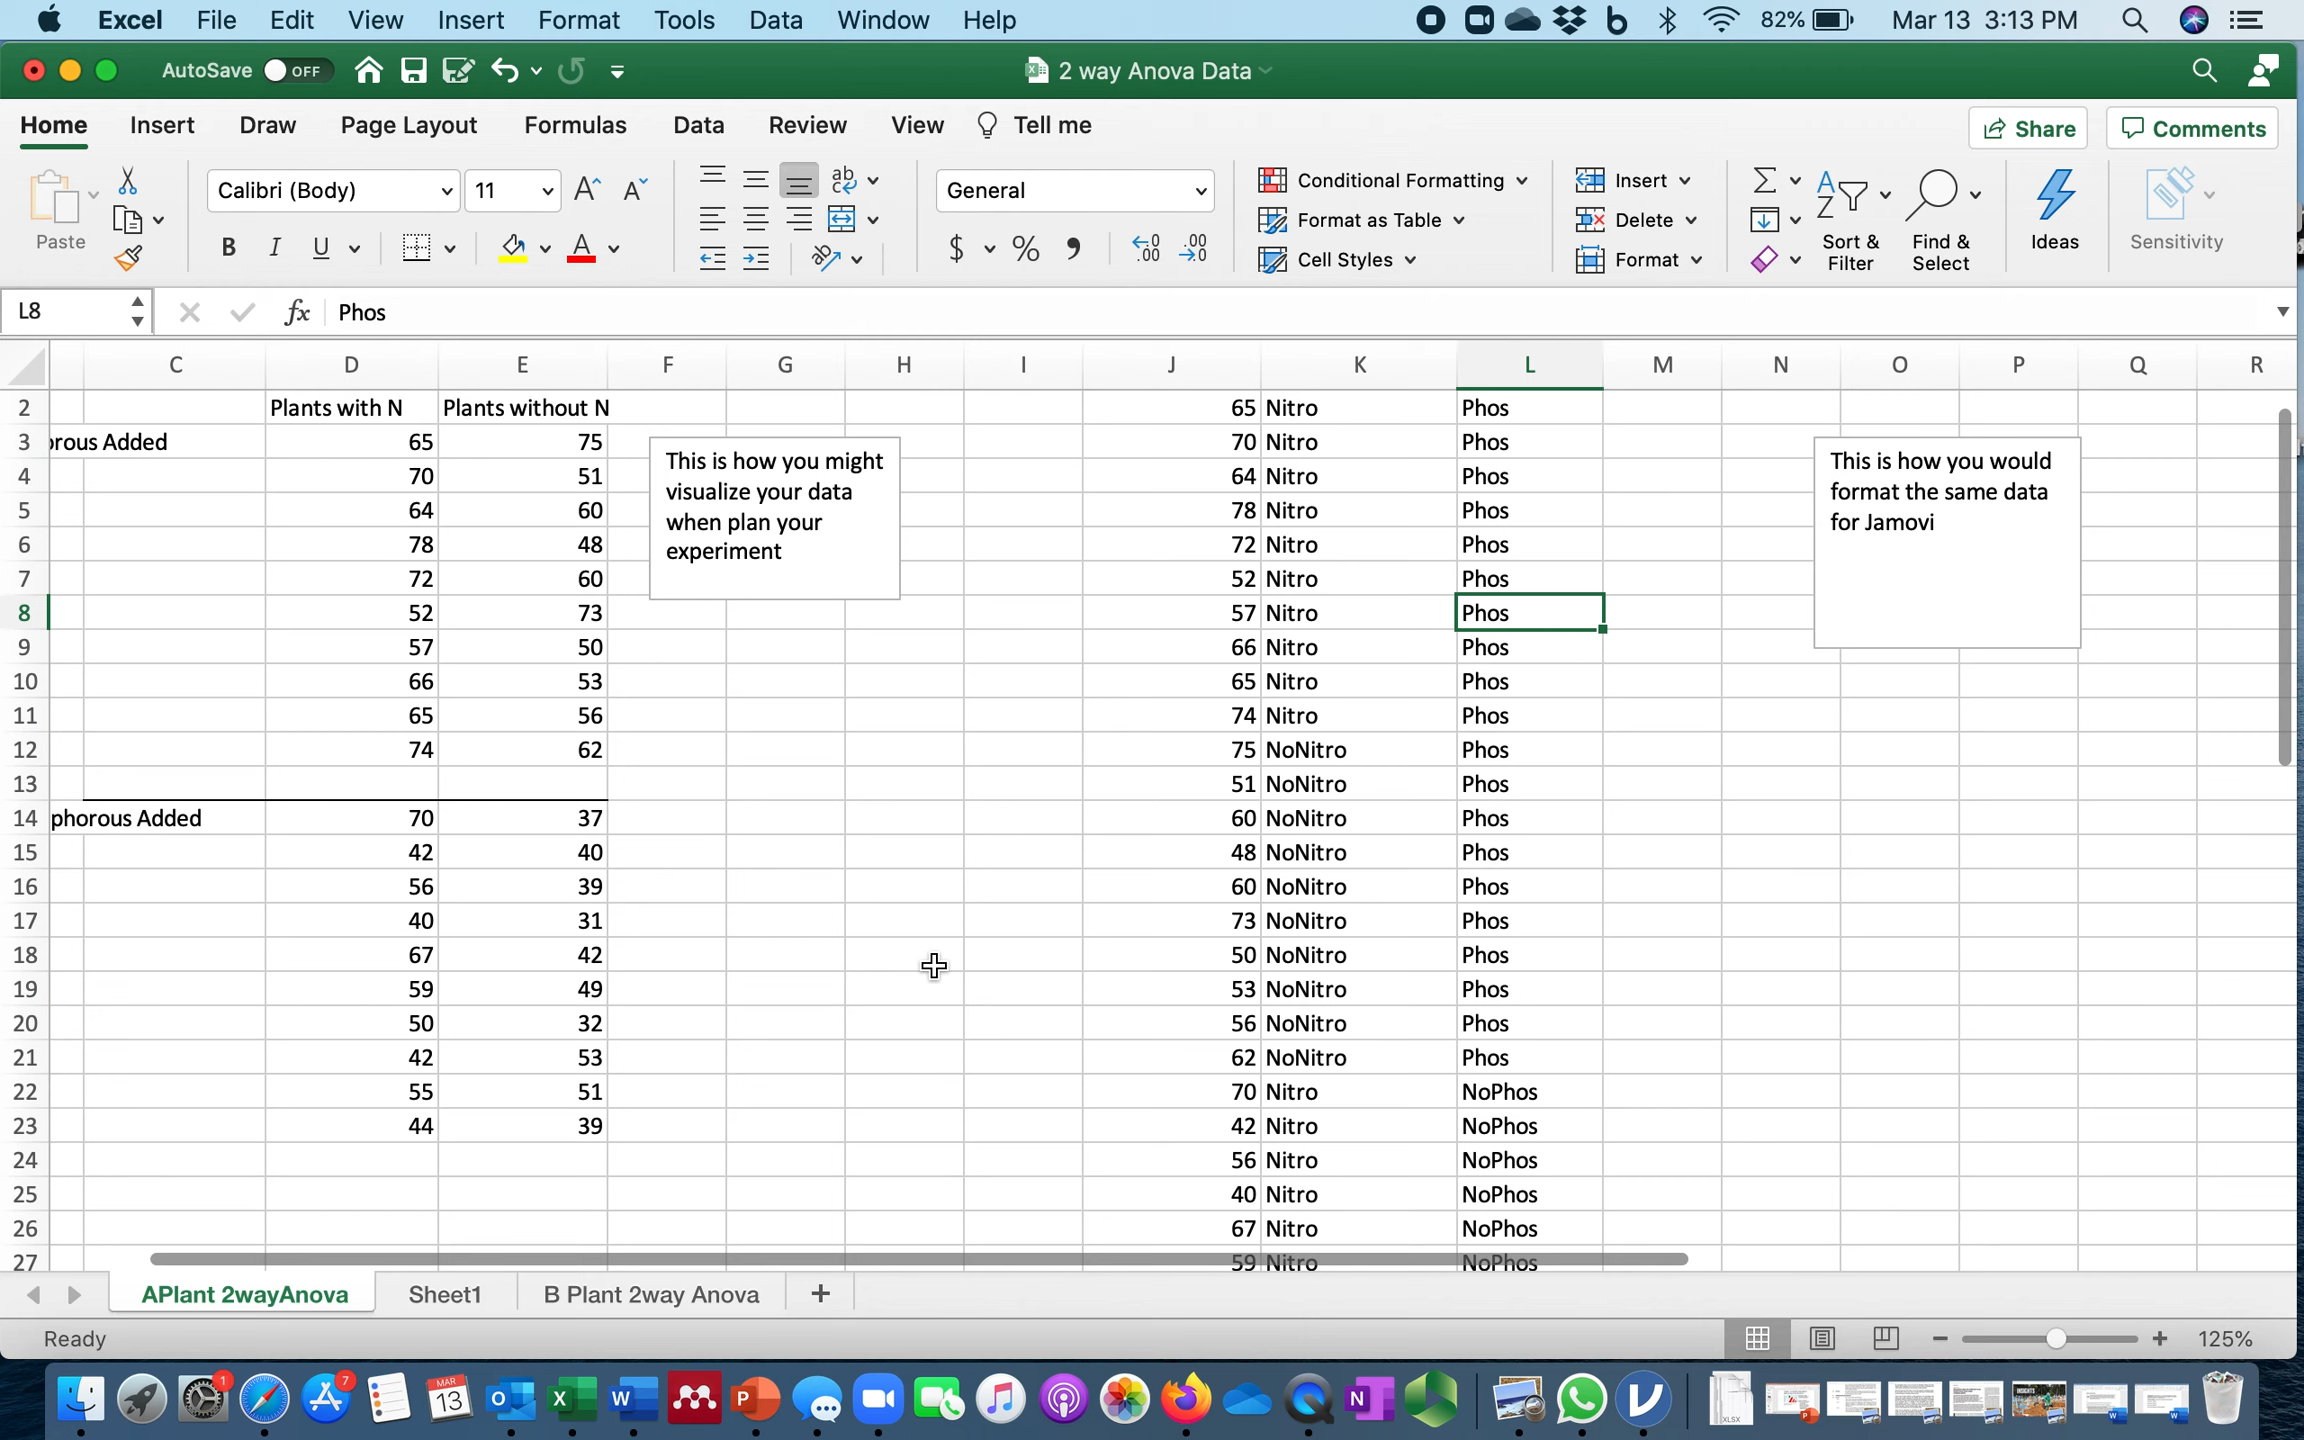 Excel File Edit View Insert Format Tools Data Window Help 82% Mar 13 3:13 PM
AutoSave OFF 2 way Anova Data
Home Insert Draw Page Layout Formulas Data Review View Tell me Share Comments
Paste Calibri (Body) 11 General Conditional Formatting Insert
Format as Table Delete
Cell Styles Format
Sort & Filter Find & Select Ideas Sensitivity
B I U A $ %
L8 fx Phos
C D E F G H I J K L M N O P Q R
2 Plants with N Plants without N 65 Nitro Phos
3 orous Added 65 75 70 Nitro Phos
4 70 51 64 Nitro Phos
5 64 60 78 Nitro Phos
6 78 48 72 Nitro Phos
7 72 60 52 Nitro Phos
8 52 73 57 Nitro Phos
9 57 50 66 Nitro Phos
10 66 53 65 Nitro Phos
11 65 56 74 Nitro Phos
12 74 62 75 NoNitro Phos
13 51 NoNitro Phos
14 phorous Added 70 37 60 NoNitro Phos
15 42 40 48 NoNitro Phos
16 56 39 60 NoNitro Phos
17 40 31 73 NoNitro Phos
18 67 42 50 NoNitro Phos
19 59 49 53 NoNitro Phos
20 50 32 56 NoNitro Phos
21 42 53 62 NoNitro Phos
22 55 51 70 Nitro NoPhos
23 44 39 42 Nitro NoPhos
24 56 Nitro NoPhos
25 40 Nitro NoPhos
26 67 Nitro NoPhos
27 59 Nitro NoPhos
This is how you might
visualize your data
when plan your
experiment
This is how you would
format the same data
for Jamovi
APlant 2wayAnova Sheet1 B Plant 2way Anova +
Ready 125%
1 7 MAR 13
XLSX